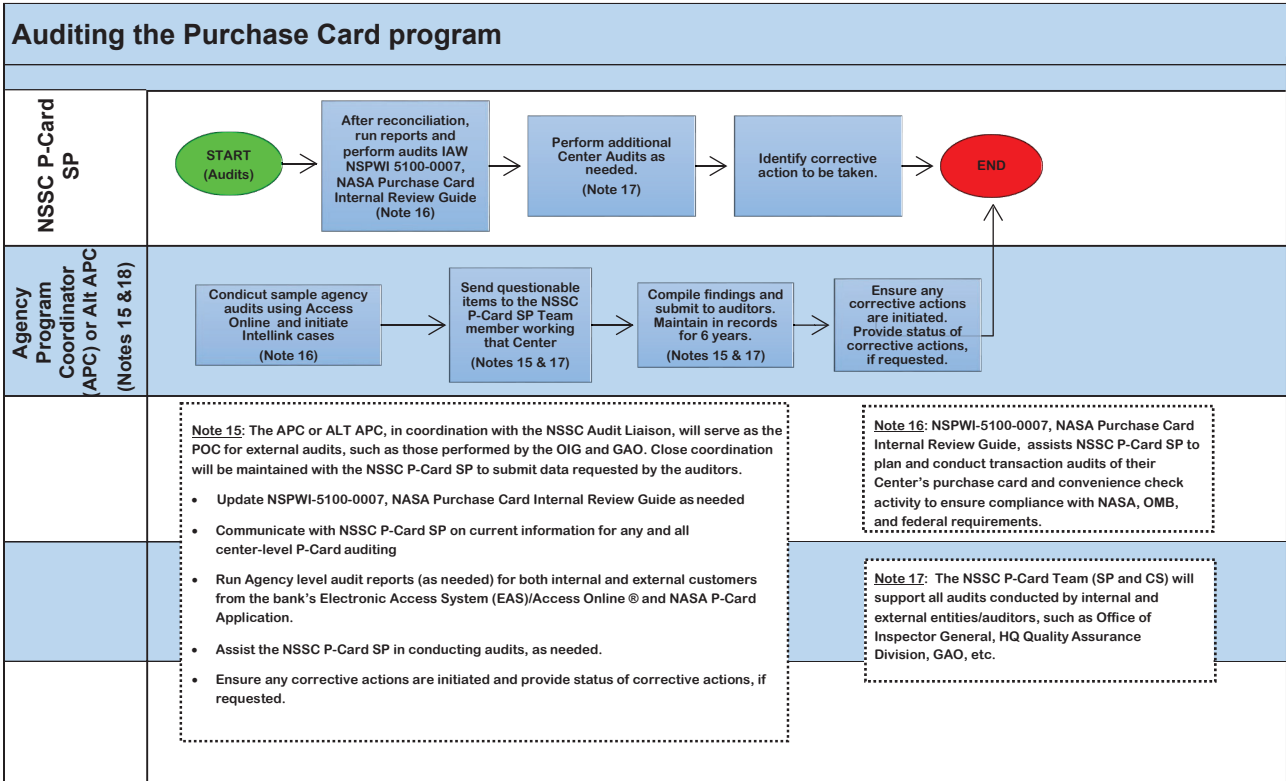 Auditing the Purchase Card program
NSSC P-Card
SP
START
(Audits)
After reconciliation,
run reports and
perform audits IAW
NSPWI 5100-0007,
NASA Purchase Card
Internal Review Guide
(Note 16)
Perform additional
Center Audits as
needed.
(Note 17)
Identify corrective
action to be taken.
END
Agency
Program
Coordinator
(APC) or Alt APC
(Notes 15 &18)
Condicut sample agency
audits using Access
Online and initiate
Intellink cases
(Note 16)
Send questionable
items to the NSSC
P-Card SP Team
member working
that Center
(Notes 15 & 17)
Compile findings and
submit to auditors.
Maintain in records
for 6 years.
(Notes 15 & 17)
Ensure any
corrective actions
are initiated.
Provide status of
corrective actions,
if requested.
Note 15: The APC or ALT APC, in coordination with the NSSC Audit Liaison, will serve as the
POC for external audits, such as those performed by the OIG and GAO. Close coordination
will be maintained with the NSSC P-Card SP to submit data requested by the auditors.
• Update NSPWI-5100-0007, NASA Purchase Card Internal Review Guide as needed
• Communicate with NSSC P-Card SP on current information for any and all
center-level P-Card auditing
• Run Agency level audit reports (as needed) for both internal and external customers
from the bank's Electronic Access System (EAS)/Access Online ® and NASA P-Card
Application.
• Assist the NSSC P-Card SP in conducting audits, as needed.
• Ensure any corrective actions are initiated and provide status of corrective actions, if
requested.
Note 16: NSPWI-5100-0007, NASA Purchase Card
Internal Review Guide, assists NSSC P-Card SP to
plan and conduct transaction audits of their
Center's purchase card and convenience check
activity to ensure compliance with NASA, OMB,
and federal requirements.
Note 17: The NSSC P-Card Team (SP and CS) will
support all audits conducted by internal and
external entities/auditors, such as Office of
Inspector General, HQ Quality Assurance
Division, GAO, etc.